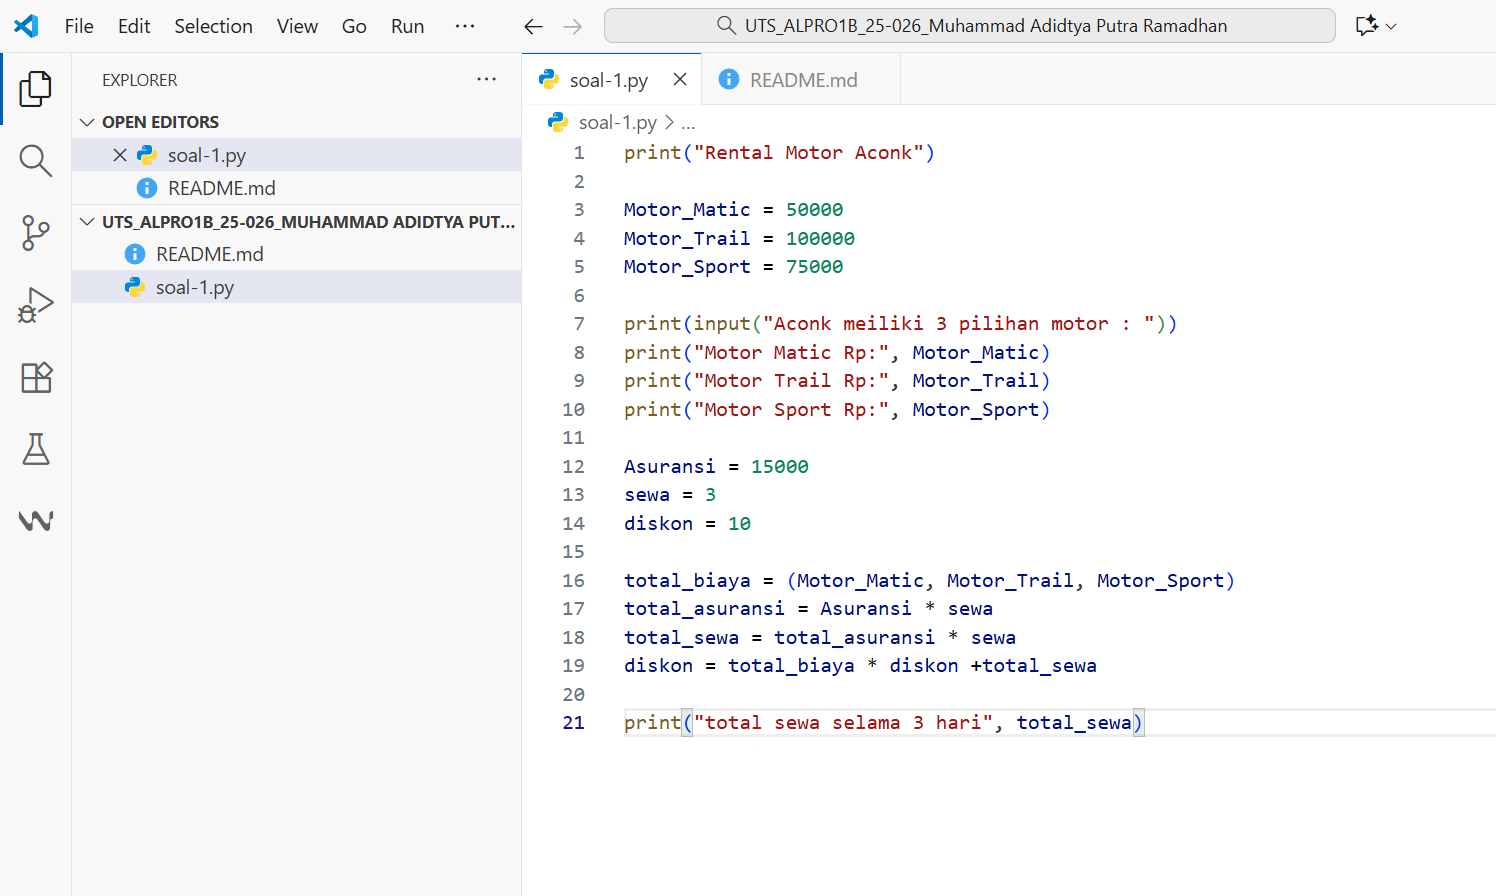 File Edit Selection View Go Run ...
UTS_ALPRO1B_25-026_Muhammad Adidtya Putra Ramadhan
EXPLORER
OPEN EDITORS
soal-1.py
README.md
UTS_ALPRO1B_25-026_MUHAMMAD ADIDTYA PUT...
README.md
soal-1.py
soal-1.py README.md
soal-1.py > ...
1 print("Rental Motor Aconk")
2
3 Motor_Matic = 50000
4 Motor_Trail = 100000
5 Motor_Sport = 75000
6
7 print(input("Aconk meiliki 3 pilihan motor : "))
8 print("Motor Matic Rp:", Motor_Matic)
9 print("Motor Trail Rp:", Motor_Trail)
10 print("Motor Sport Rp:", Motor_Sport)
11
12 Asuransi = 15000
13 sewa = 3
14 diskon = 10
15
16 total_biaya = (Motor_Matic, Motor_Trail, Motor_Sport)
17 total_asuransi = Asuransi * sewa
18 total_sewa = total_asuransi * sewa
19 diskon = total_biaya * diskon +total_sewa
20
21 print("total sewa selama 3 hari", total_sewa)